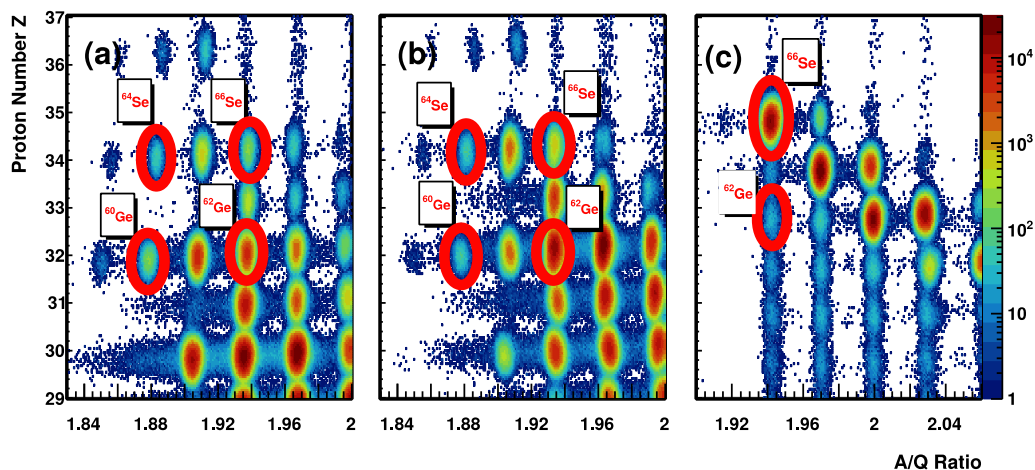 Proton Number Z
37
36
35
34
33
32
31
30
29
(a)
⁶⁴Se
⁶⁶Se
⁶⁰Ge
⁶²Ge
1.84
1.88
1.92
1.96
2
(b)
⁶⁴Se
⁶⁶Se
⁶⁰Ge
⁶²Ge
1.84
1.88
1.92
1.96
2
(c)
⁶⁶Se
⁶²Ge
1.92
1.96
2
2.04
10⁴
10³
10²
10
1
A/Q Ratio